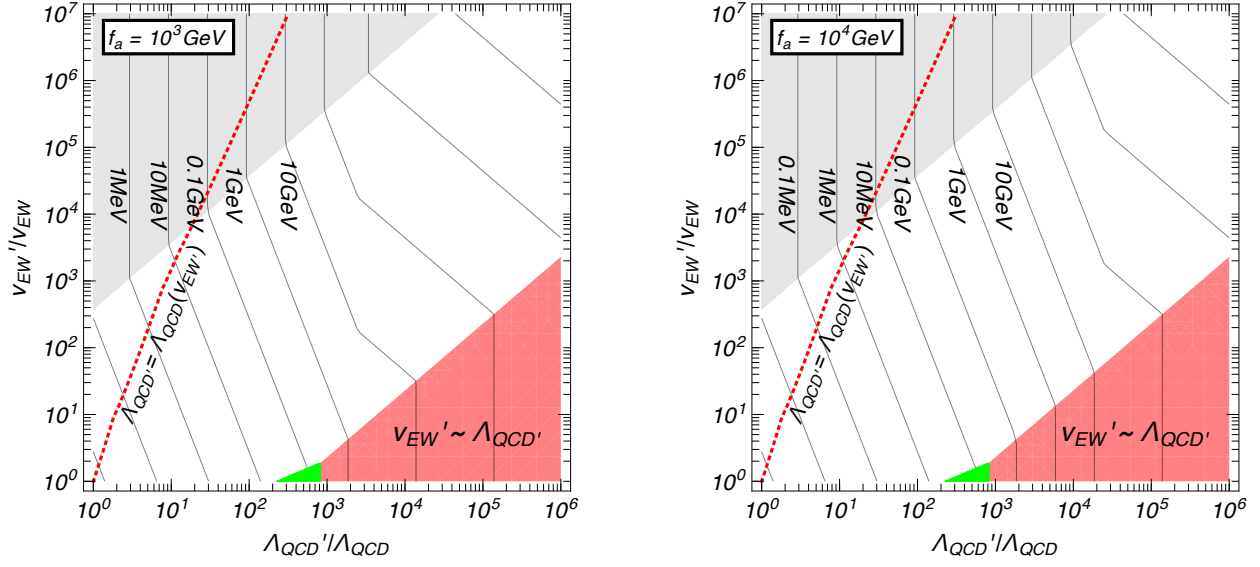 f_a = 10^3 GeV
10^7
10^6
10^5
10^4
10^3
10^2
10^1
10^0
v_EW'/v_EW
1MeV
10MeV
0.1GeV
1GeV
10GeV
Λ_QCD'= Λ_QCD(v_EW')
v_EW'~ Λ_QCD'
10^0 10^1 10^2 10^3 10^4 10^5 10^6
Λ_QCD'/Λ_QCD
f_a = 10^4 GeV
10^7
10^6
10^5
10^4
10^3
10^2
10^1
10^0
v_EW'/v_EW
0.1MeV
1MeV
10MeV
0.1GeV
1GeV
10GeV
Λ_QCD'= Λ_QCD(v_EW')
v_EW'~ Λ_QCD'
10^0 10^1 10^2 10^3 10^4 10^5 10^6
Λ_QCD'/Λ_QCD